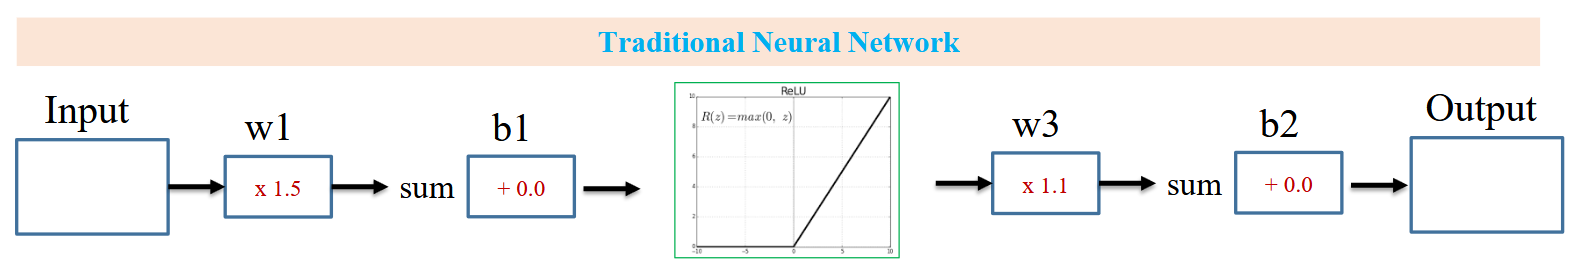 Traditional Neural Network
Input
w1
x 1.5
sum
b1
+ 0.0
ReLU
R(z) = max(0, z)
10
8
6
4
2
0
-10
-5
0
5
10
w3
x 1.1
sum
b2
+ 0.0
Output